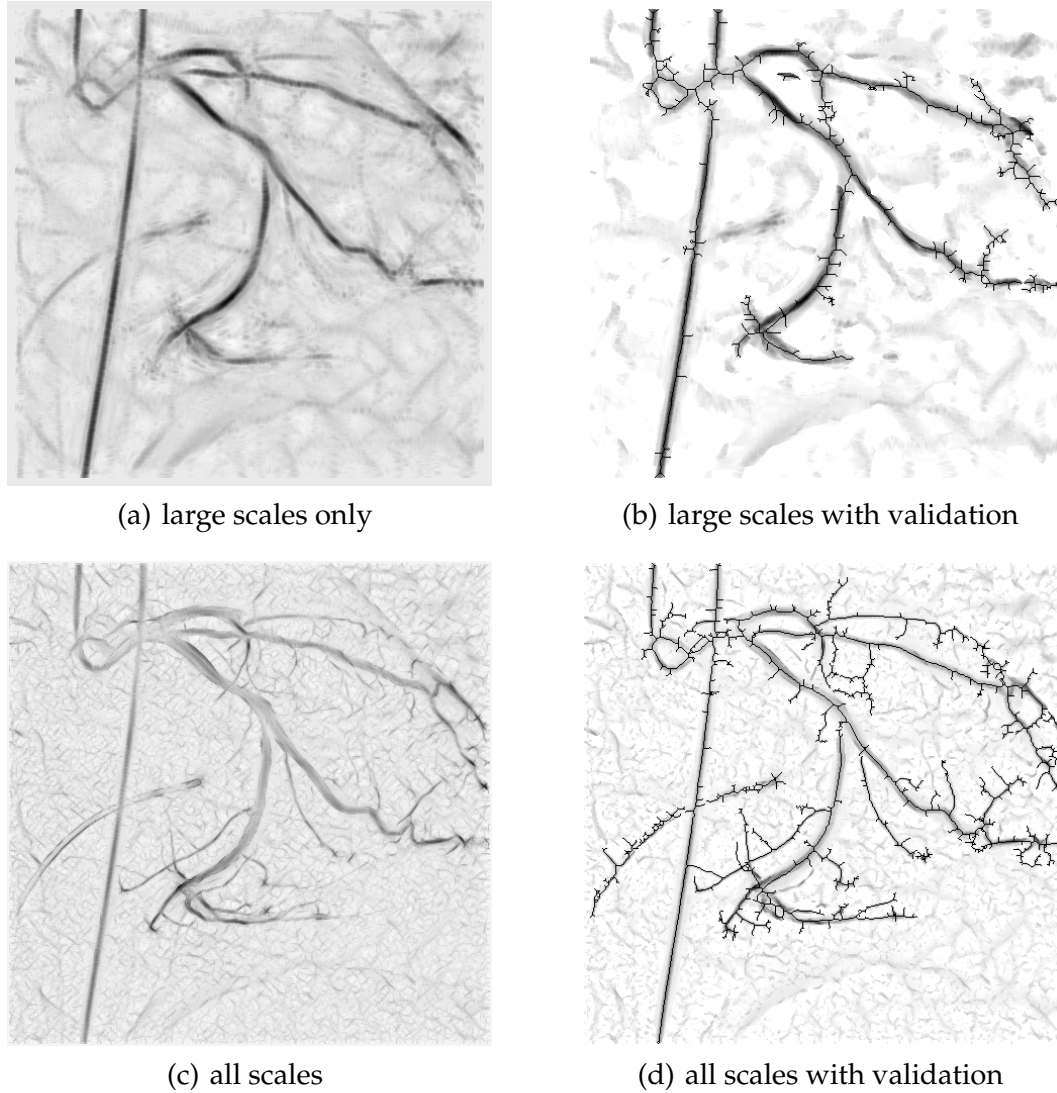 (a) large scales only
(b) large scales with validation
(c) all scales
(d) all scales with validation